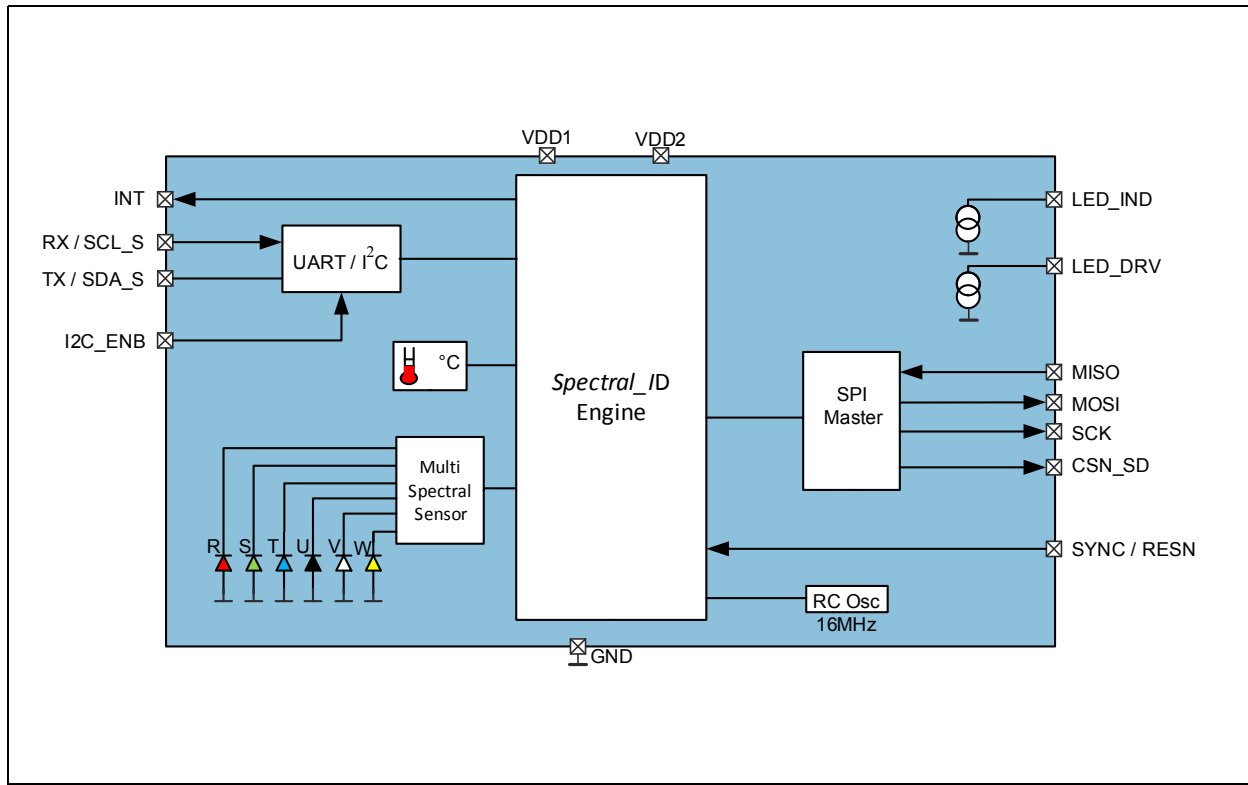 VDD1
VDD2
INT
LED_IND
RX / SCL_S
UART / I²C
TX / SDA_S
LED_DRV
I2C_ENB
°C
Spectral_ID
Engine
SPI
Master
MISO
MOSI
SCK
CSN_SD
Multi
Spectral
Sensor
R S T U V W
SYNC / RESN
RC Osc
16MHz
GND